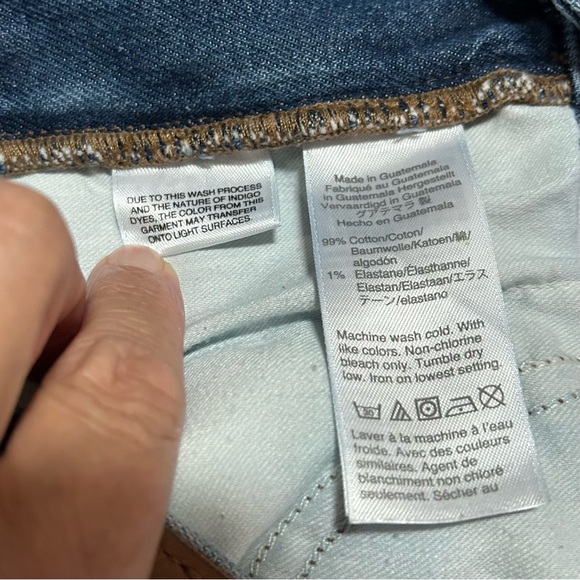 DUE TO THIS WASH PROCESS
AND THE NATURE OF INDIGO
DYES, THE COLOR FROM THIS
GARMENT MAY TRANSFER
ONTO LIGHT SURFACES.
Made in Guatemala
Fabriqué au Guatemala
in Guatemala Hergestellt
Vervaardigd in Guatemala
グアテマラ 製
Hecho en Guatemala
99% Cotton/Coton/
Baumwolle/Katoen/綿/
algodón
1% Elastane/Élasthanne/
Elastan/Elastaan/エラス
テーン/elastano
Machine wash cold. With
like colors. Non-chlorine
bleach only. Tumble dry
low. Iron on lowest setting.
30
Laver à la machine à l'eau
froide. Avec des couleurs
similaires. Agent de
blanchiment non chloré
seulement. Sécher au